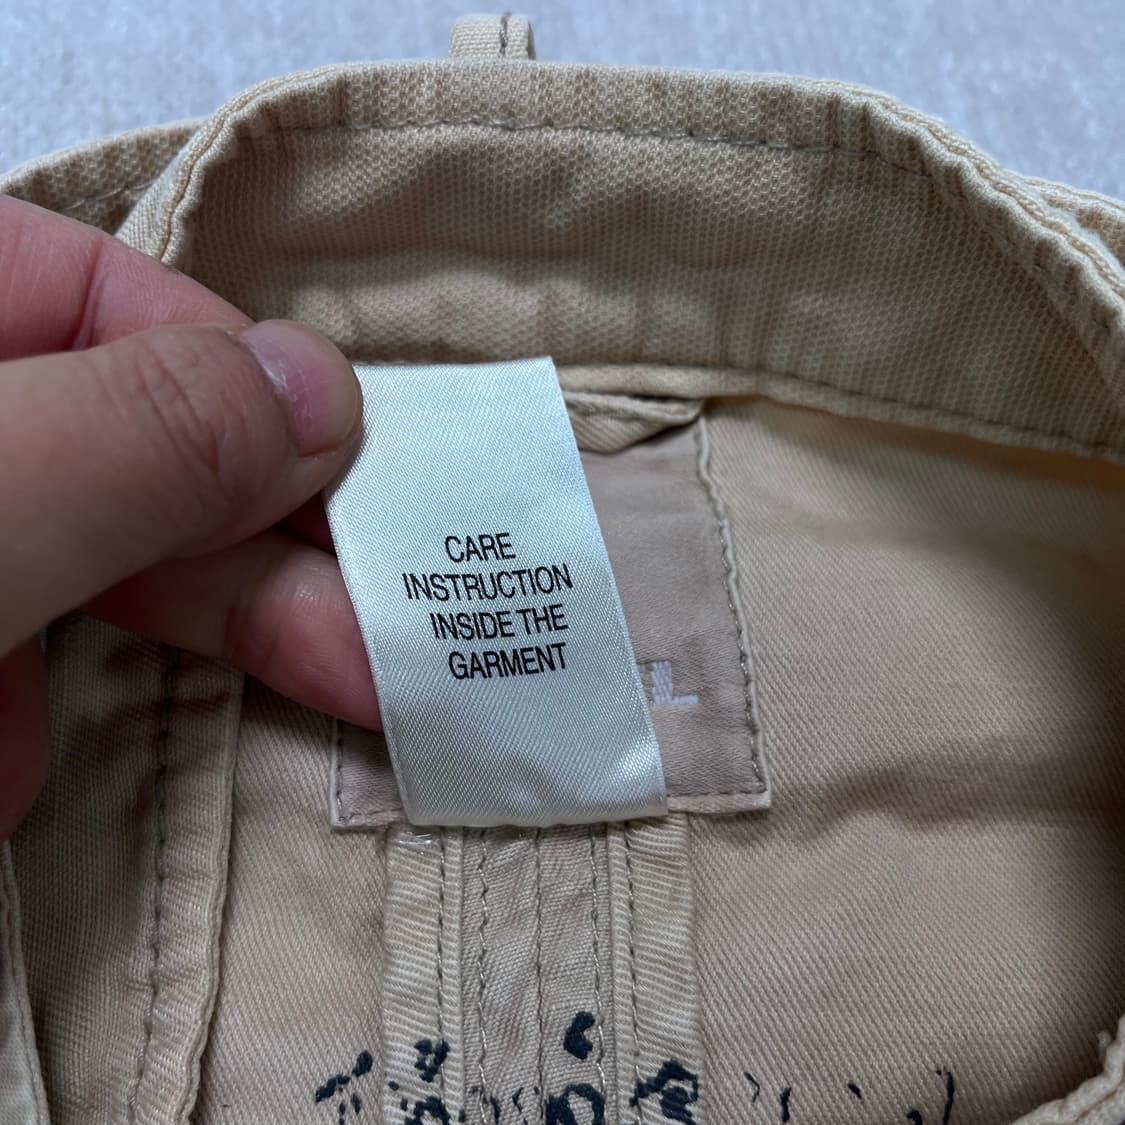 CARE
INSTRUCTION
INSIDE THE
GARMENT